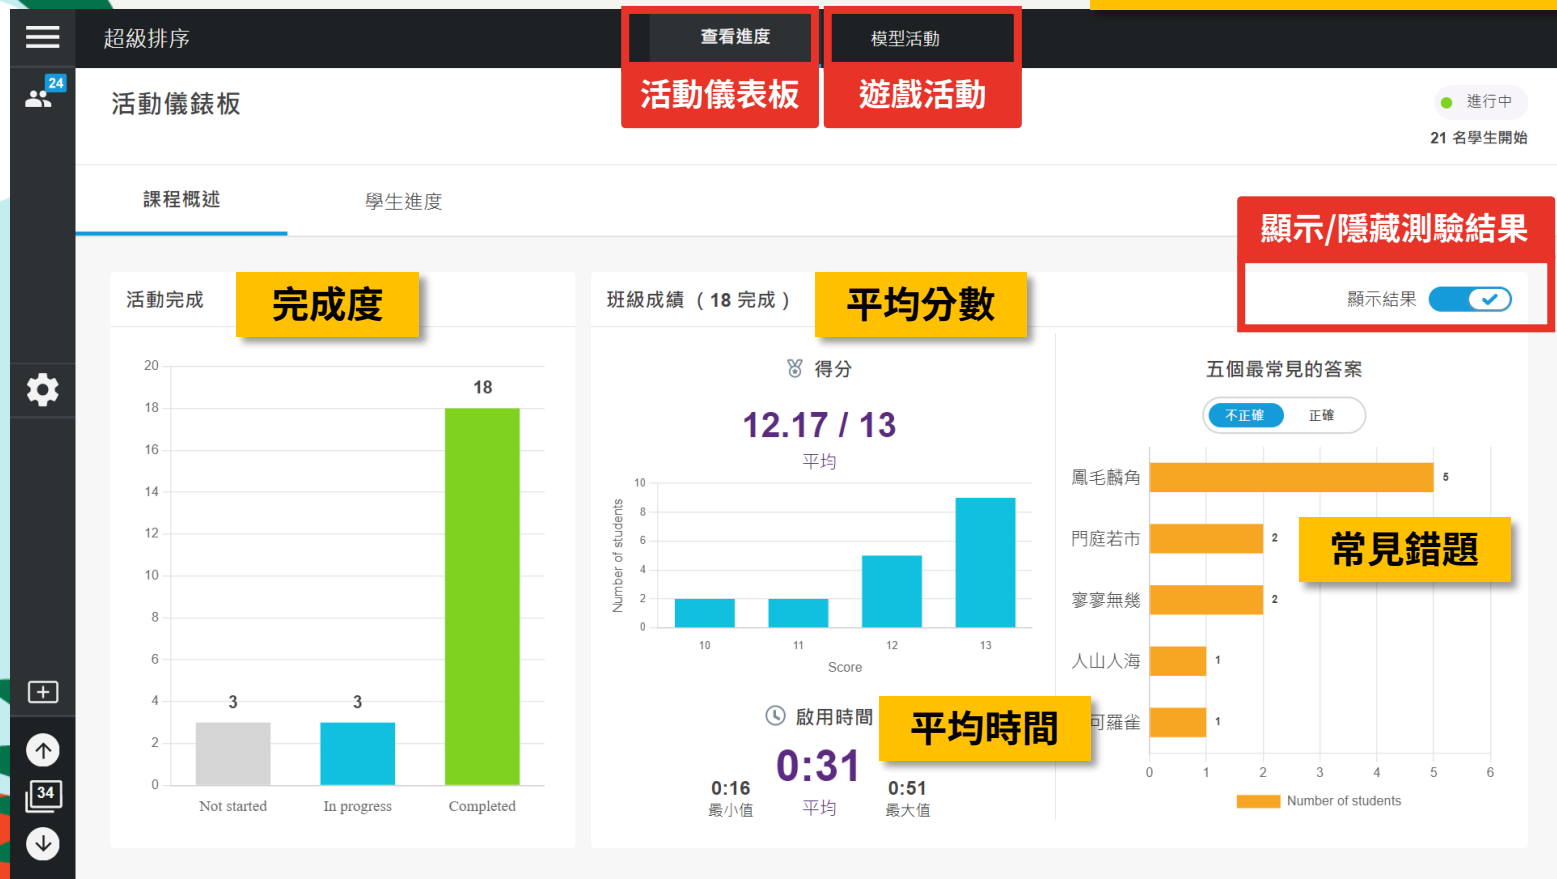 超級排序
查看進度
模型活動
活動儀表板
遊戲活動
24
活動儀錶板
進行中
21 名學生開始
課程概述
學生進度
顯示/隱藏測驗結果
顯示結果
活動完成
完成度
20
18
16
14
12
10
8
6
4
2
0
3
3
18
Not started
In progress
Completed
班級成績 ( 18 完成 )
平均分數
得分
12.17 / 13
平均
Number of students
10
8
6
4
2
0
10
11
12
13
Score
啟用時間
平均時間
0:31
平均
0:16
最小值
0:51
最大值
五個最常見的答案
不正確
正確
鳳毛麟角
5
門庭若市
2
常見錯題
寥寥無幾
2
人山人海
1
可羅雀
1
0
1
2
3
4
5
6
Number of students
34